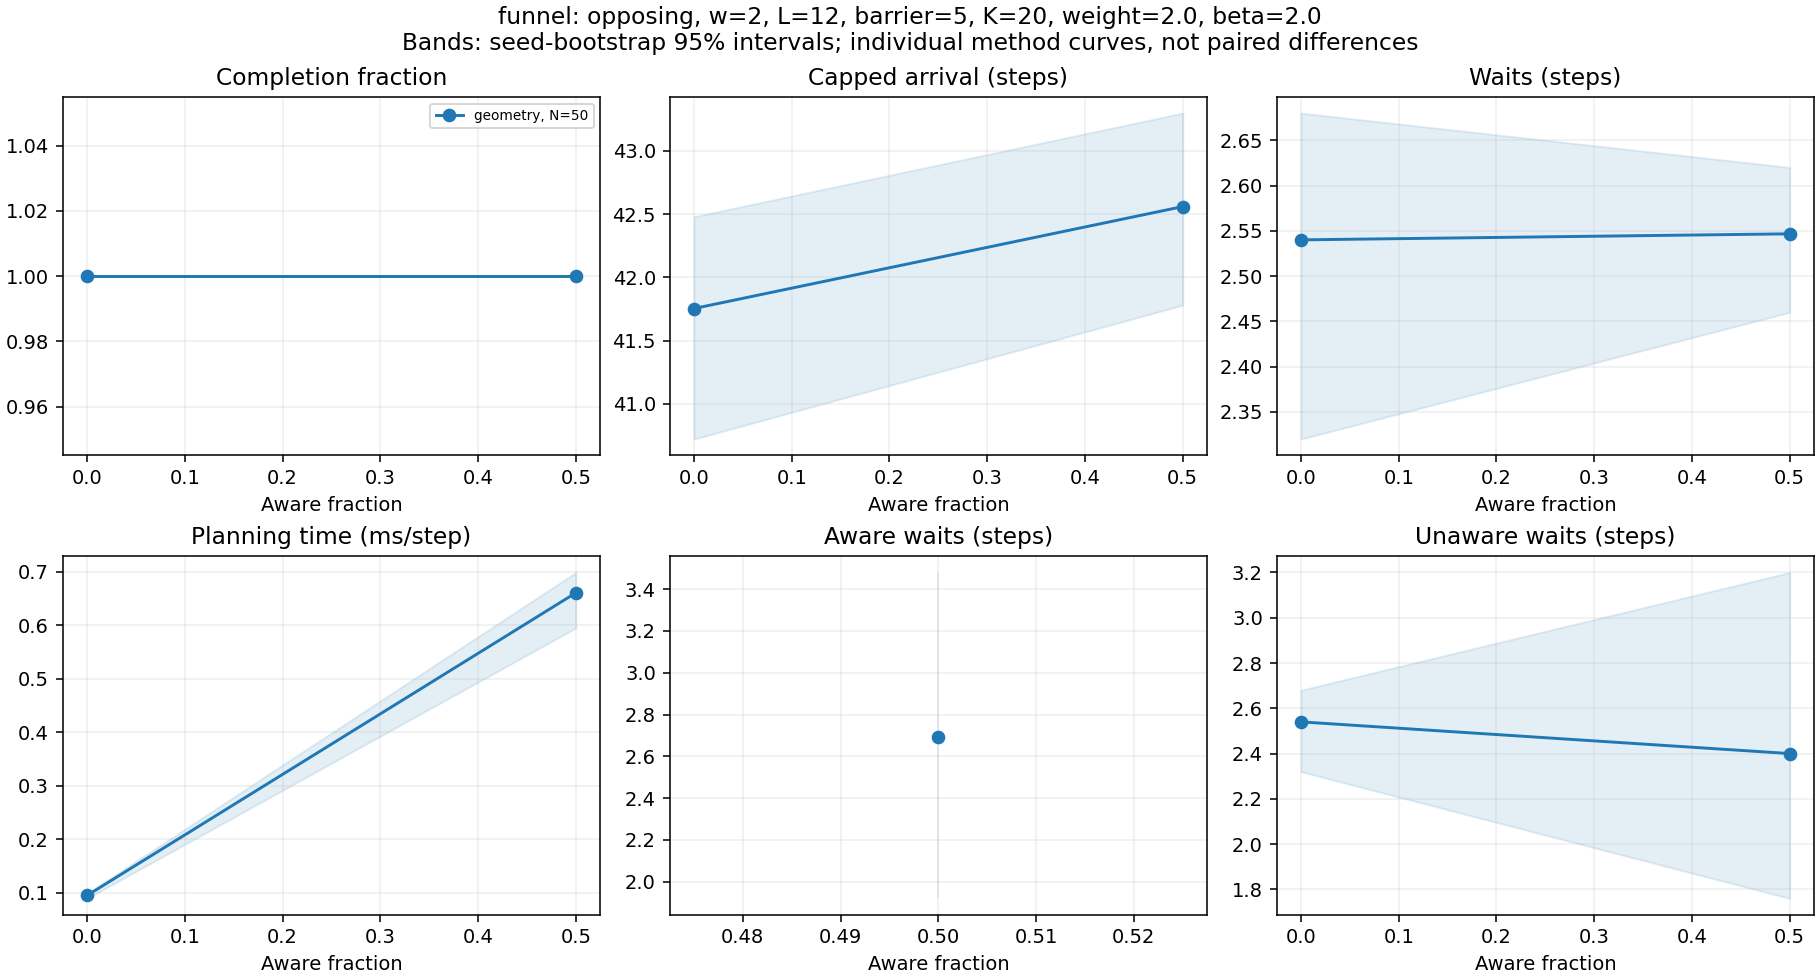 funnel: opposing, w=2, L=12, barrier=5, K=20, weight=2.0, beta=2.0
Bands: seed-bootstrap 95% intervals; individual method curves, not paired differences
Completion fraction
geometry, N=50
1.04
1.02
1.00
0.98
0.96
0.0 0.1 0.2 0.3 0.4 0.5
Aware fraction
Capped arrival (steps)
43.0
42.5
42.0
41.5
41.0
0.0 0.1 0.2 0.3 0.4 0.5
Aware fraction
Waits (steps)
2.65
2.60
2.55
2.50
2.45
2.40
2.35
0.0 0.1 0.2 0.3 0.4 0.5
Aware fraction
Planning time (ms/step)
0.7
0.6
0.5
0.4
0.3
0.2
0.1
0.0 0.1 0.2 0.3 0.4 0.5
Aware fraction
Aware waits (steps)
3.4
3.2
3.0
2.8
2.6
2.4
2.2
2.0
0.48 0.49 0.50 0.51 0.52
Aware fraction
Unaware waits (steps)
3.2
3.0
2.8
2.6
2.4
2.2
2.0
1.8
0.0 0.1 0.2 0.3 0.4 0.5
Aware fraction